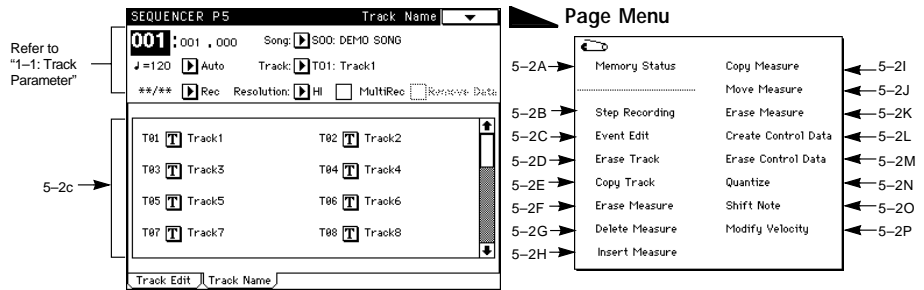 SEQUENCER P5 Track Name
Page Menu
Refer to
"1–1: Track
Parameter"
001 : 001 . 000 Song: S00: DEMO SONG
♩=120 Auto Track: T01: Track1
**/** Rec Resolution: HI MultiRec Remove Data
T01 T Track1 T02 T Track2
T03 T Track3 T04 T Track4
T05 T Track5 T06 T Track6
T07 T Track7 T08 T Track8
5–2c
Track Edit Track Name
5–2A Memory Status Copy Measure 5–2I
Move Measure 5–2J
5–2B Step Recording Erase Measure 5–2K
5–2C Event Edit Create Control Data 5–2L
5–2D Erase Track Erase Control Data 5–2M
5–2E Copy Track Quantize 5–2N
5–2F Erase Measure Shift Note 5–2O
5–2G Delete Measure Modify Velocity 5–2P
5–2H Insert Measure